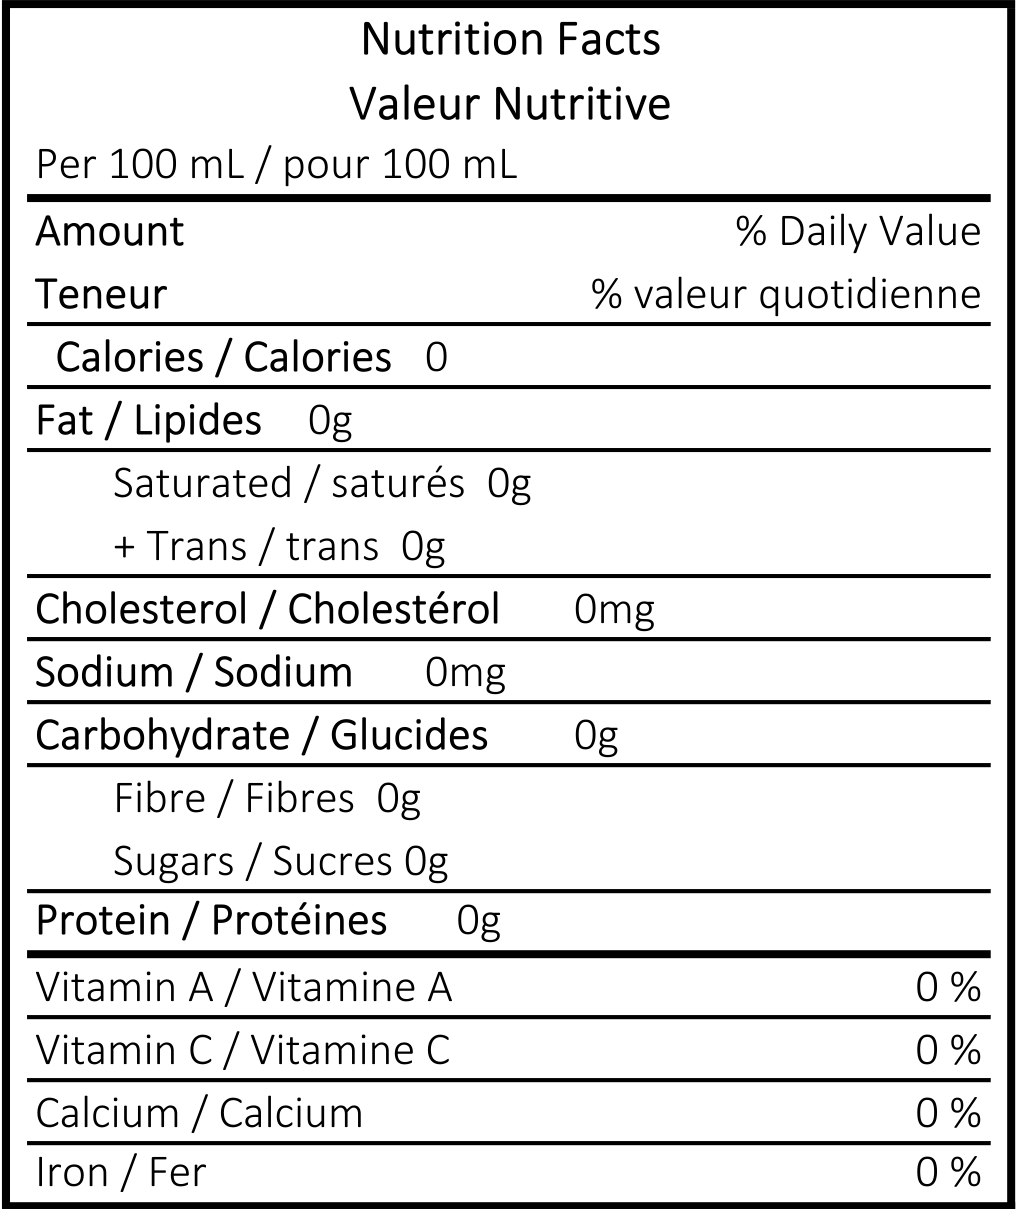 Nutrition Facts
Valeur Nutritive
Per 100 mL / pour 100 mL
Amount % Daily Value
Teneur % valeur quotidienne
Calories / Calories 0
Fat / Lipides 0g
Saturated / saturés 0g
+ Trans / trans 0g
Cholesterol / Cholestérol 0mg
Sodium / Sodium 0mg
Carbohydrate / Glucides 0g
Fibre / Fibres 0g
Sugars / Sucres 0g
Protein / Protéines 0g
Vitamin A / Vitamine A 0 %
Vitamin C / Vitamine C 0 %
Calcium / Calcium 0 %
Iron / Fer 0 %